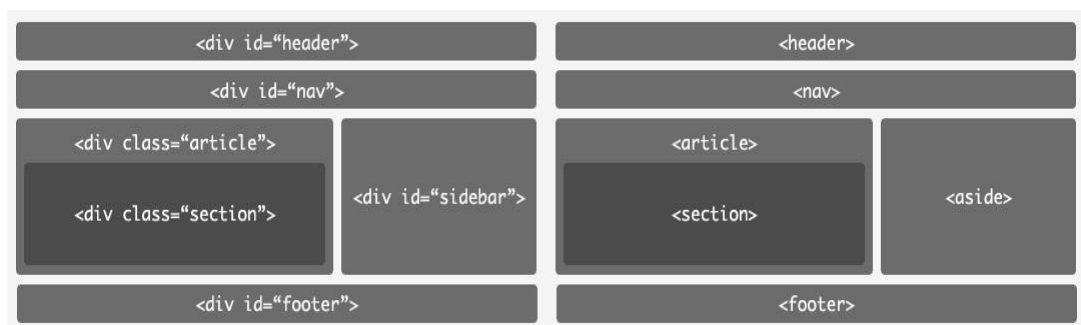 <div id=“header”>
<div id=“nav”>
<div class=“article”>
<div class=“section”>
<div id=“sidebar”>
<div id=“footer”>
<header>
<nav>
<article>
<section>
<aside>
<footer>